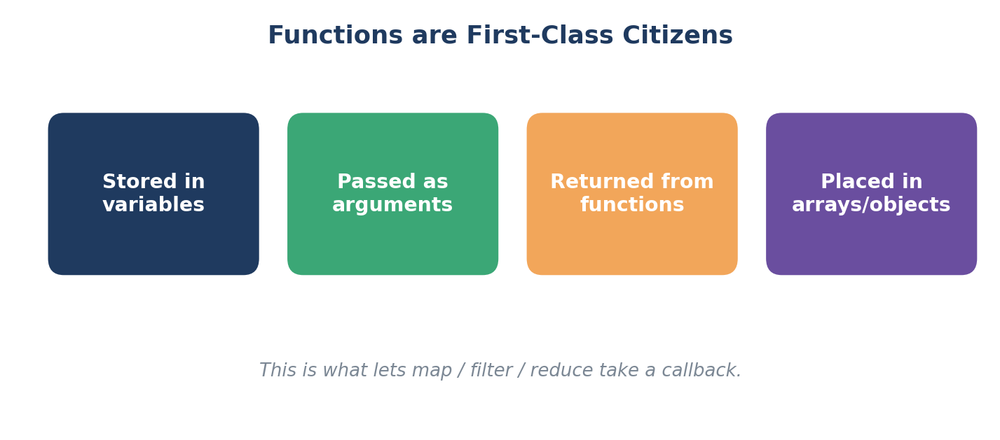 Functions are First-Class Citizens
Stored in
variables
Passed as
arguments
Returned from
functions
Placed in
arrays/objects
This is what lets map / filter / reduce take a callback.